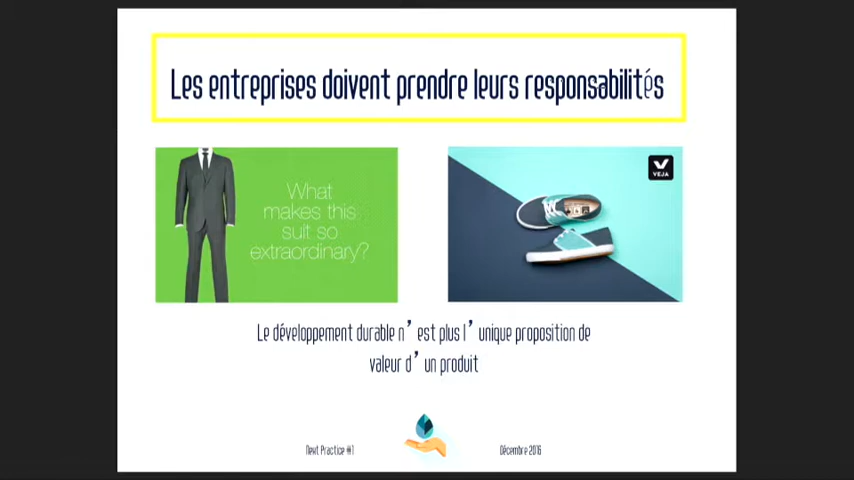 Les entreprises doivent prendre leurs responsabilités
What
makes this
suit so
extraordinary?
VEJA
Le développement durable n’est plus l’unique proposition de
valeur d’un produit
Next Practice #1
Décembre 2016